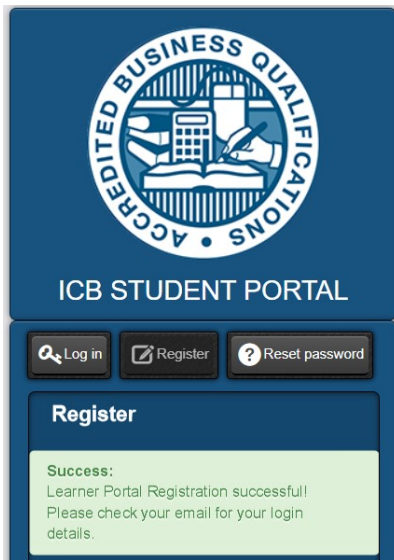 ACCREDITED BUSINESS QUALIFICATIONS •
ICB STUDENT PORTAL
Log in
Register
? Reset password
Register
Success:
Learner Portal Registration successful!
Please check your email for your login
details.